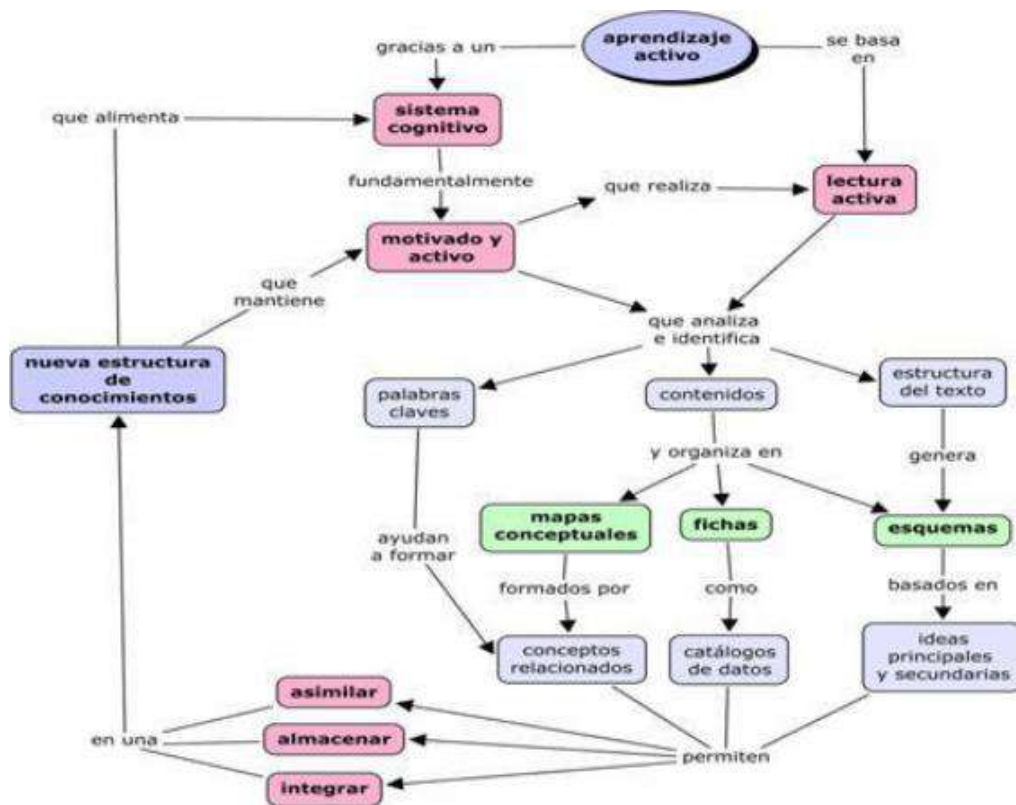 aprendizaje
activo
gracias a un
se basa
en
sistema
cognitivo
que alimenta
fundamentalmente
que realiza
lectura
activa
motivado y
activo
que
mantiene
que analiza
e identifica
nueva estructura
de
conocimientos
palabras
claves
contenidos
estructura
del texto
y organiza en
genera
mapas
conceptuales
fichas
esquemas
ayudan
a formar
formados por
como
basados en
conceptos
relacionados
catálogos
de datos
ideas
principales
y secundarias
asimilar
en una
almacenar
permiten
integrar